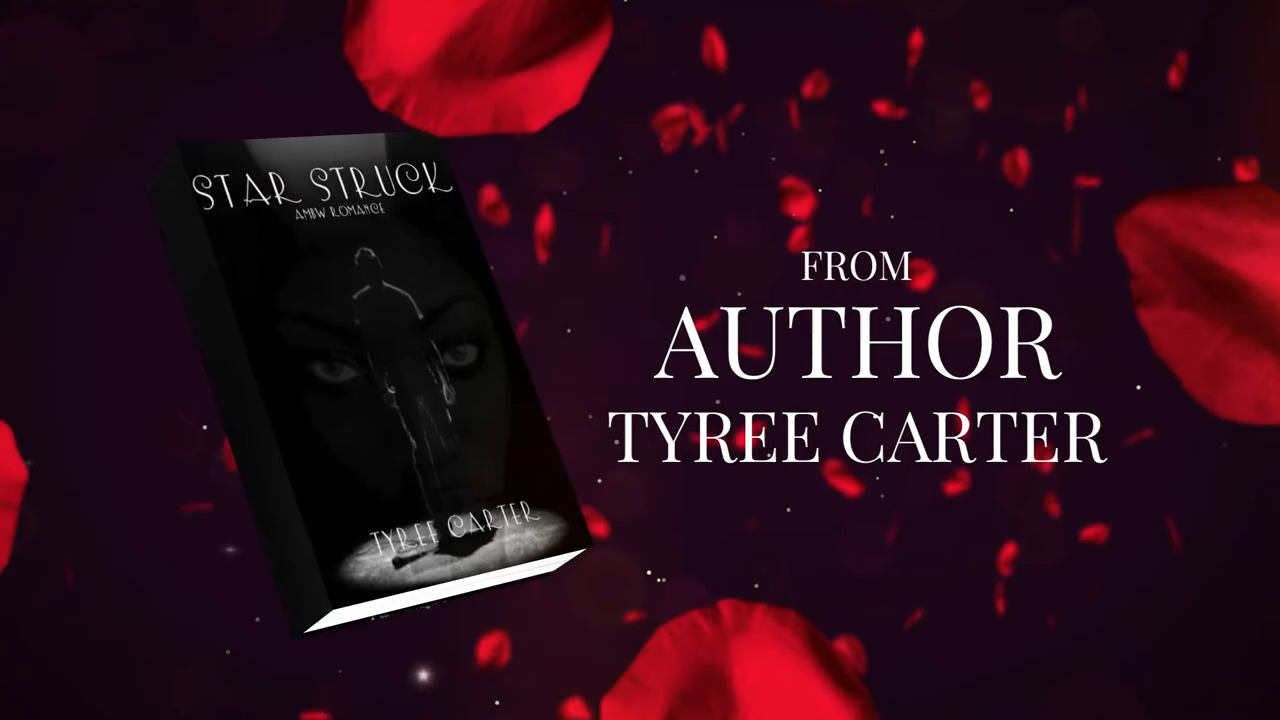 STAR STRUCK
AMBW ROMANCE
TYREE CARTER
FROM
AUTHOR
TYREE CARTER